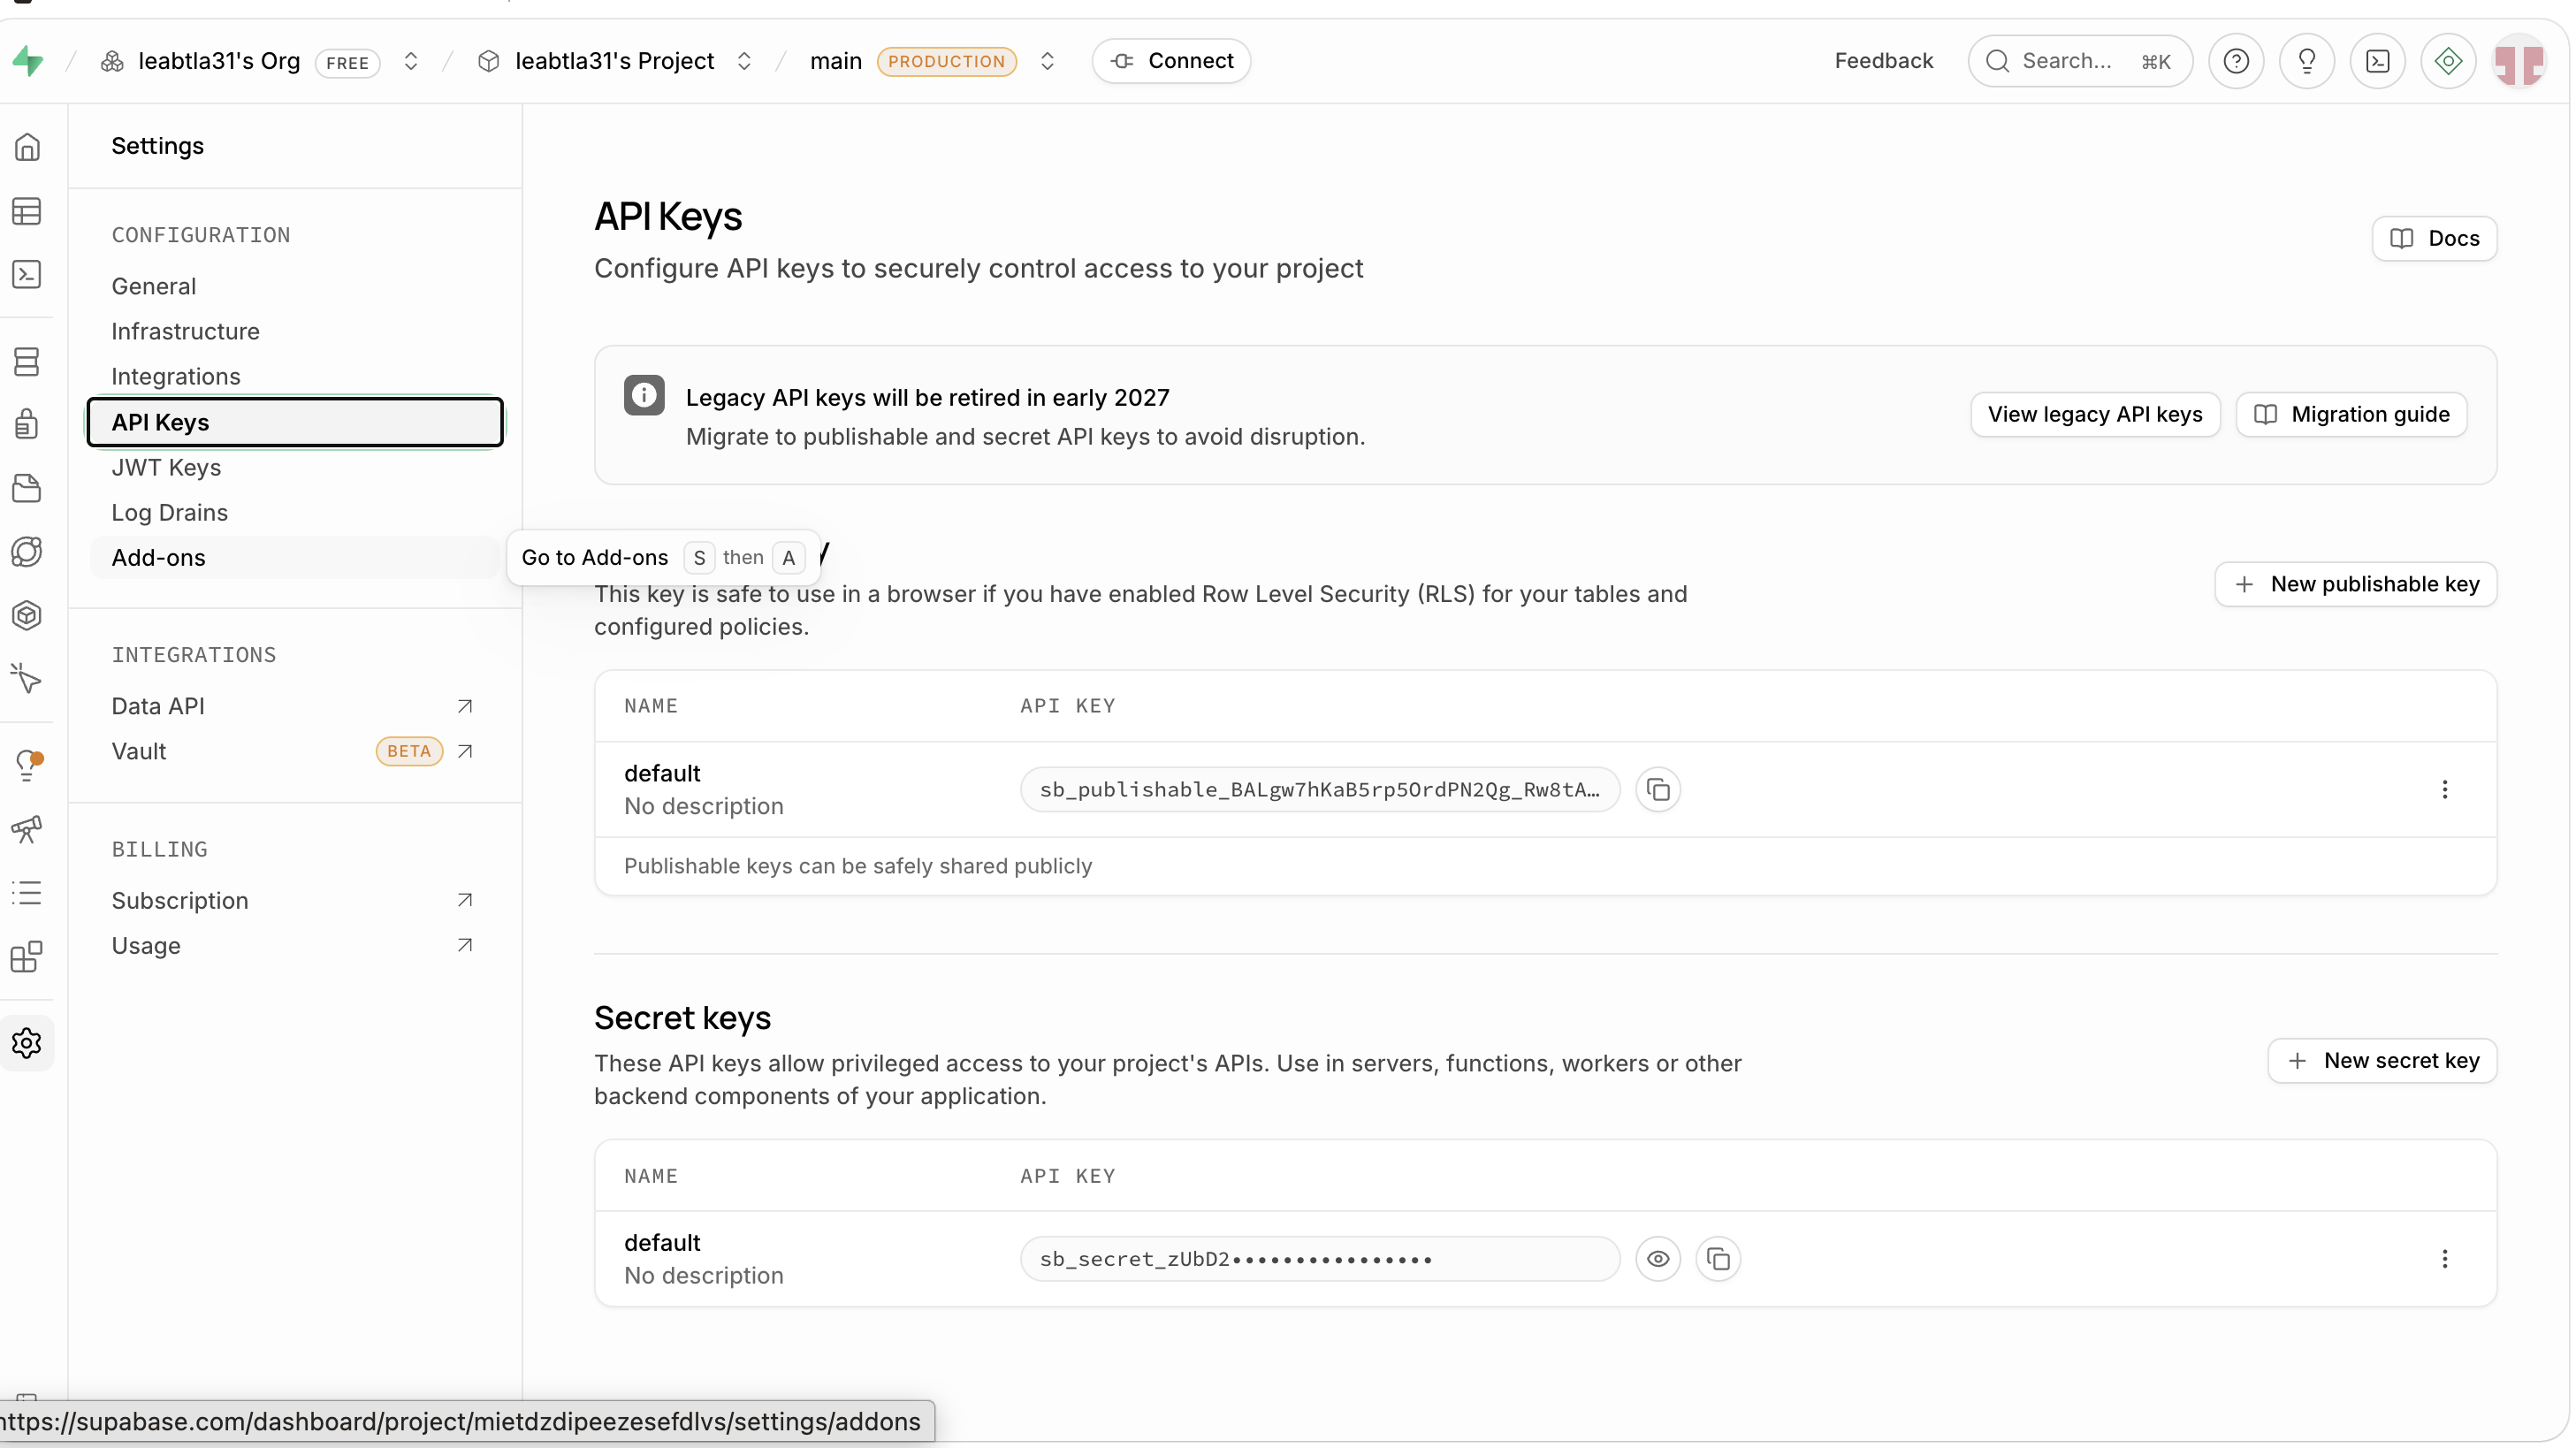 leabtla31's Org FREE
leabtla31's Project
main PRODUCTION
Connect
Feedback
Search... ⌘K
Settings
CONFIGURATION
General
Infrastructure
Integrations
API Keys
JWT Keys
Log Drains
Add-ons
INTEGRATIONS
Data API
Vault BETA
BILLING
Subscription
Usage
API Keys
Configure API keys to securely control access to your project
Docs
Legacy API keys will be retired in early 2027
Migrate to publishable and secret API keys to avoid disruption.
View legacy API keys
Migration guide
Go to Add-ons S then A
This key is safe to use in a browser if you have enabled Row Level Security (RLS) for your tables and
configured policies.
New publishable key
NAME API KEY
default
No description
sb_publishable_BALgw7hKaB5rp5OrdPN2Qg_Rw8tA…
Publishable keys can be safely shared publicly
Secret keys
These API keys allow privileged access to your project's APIs. Use in servers, functions, workers or other
backend components of your application.
New secret key
NAME API KEY
default
No description
sb_secret_zUbD2••••••••••••••••
https://supabase.com/dashboard/project/mietdzdipeezesefdlvs/settings/addons